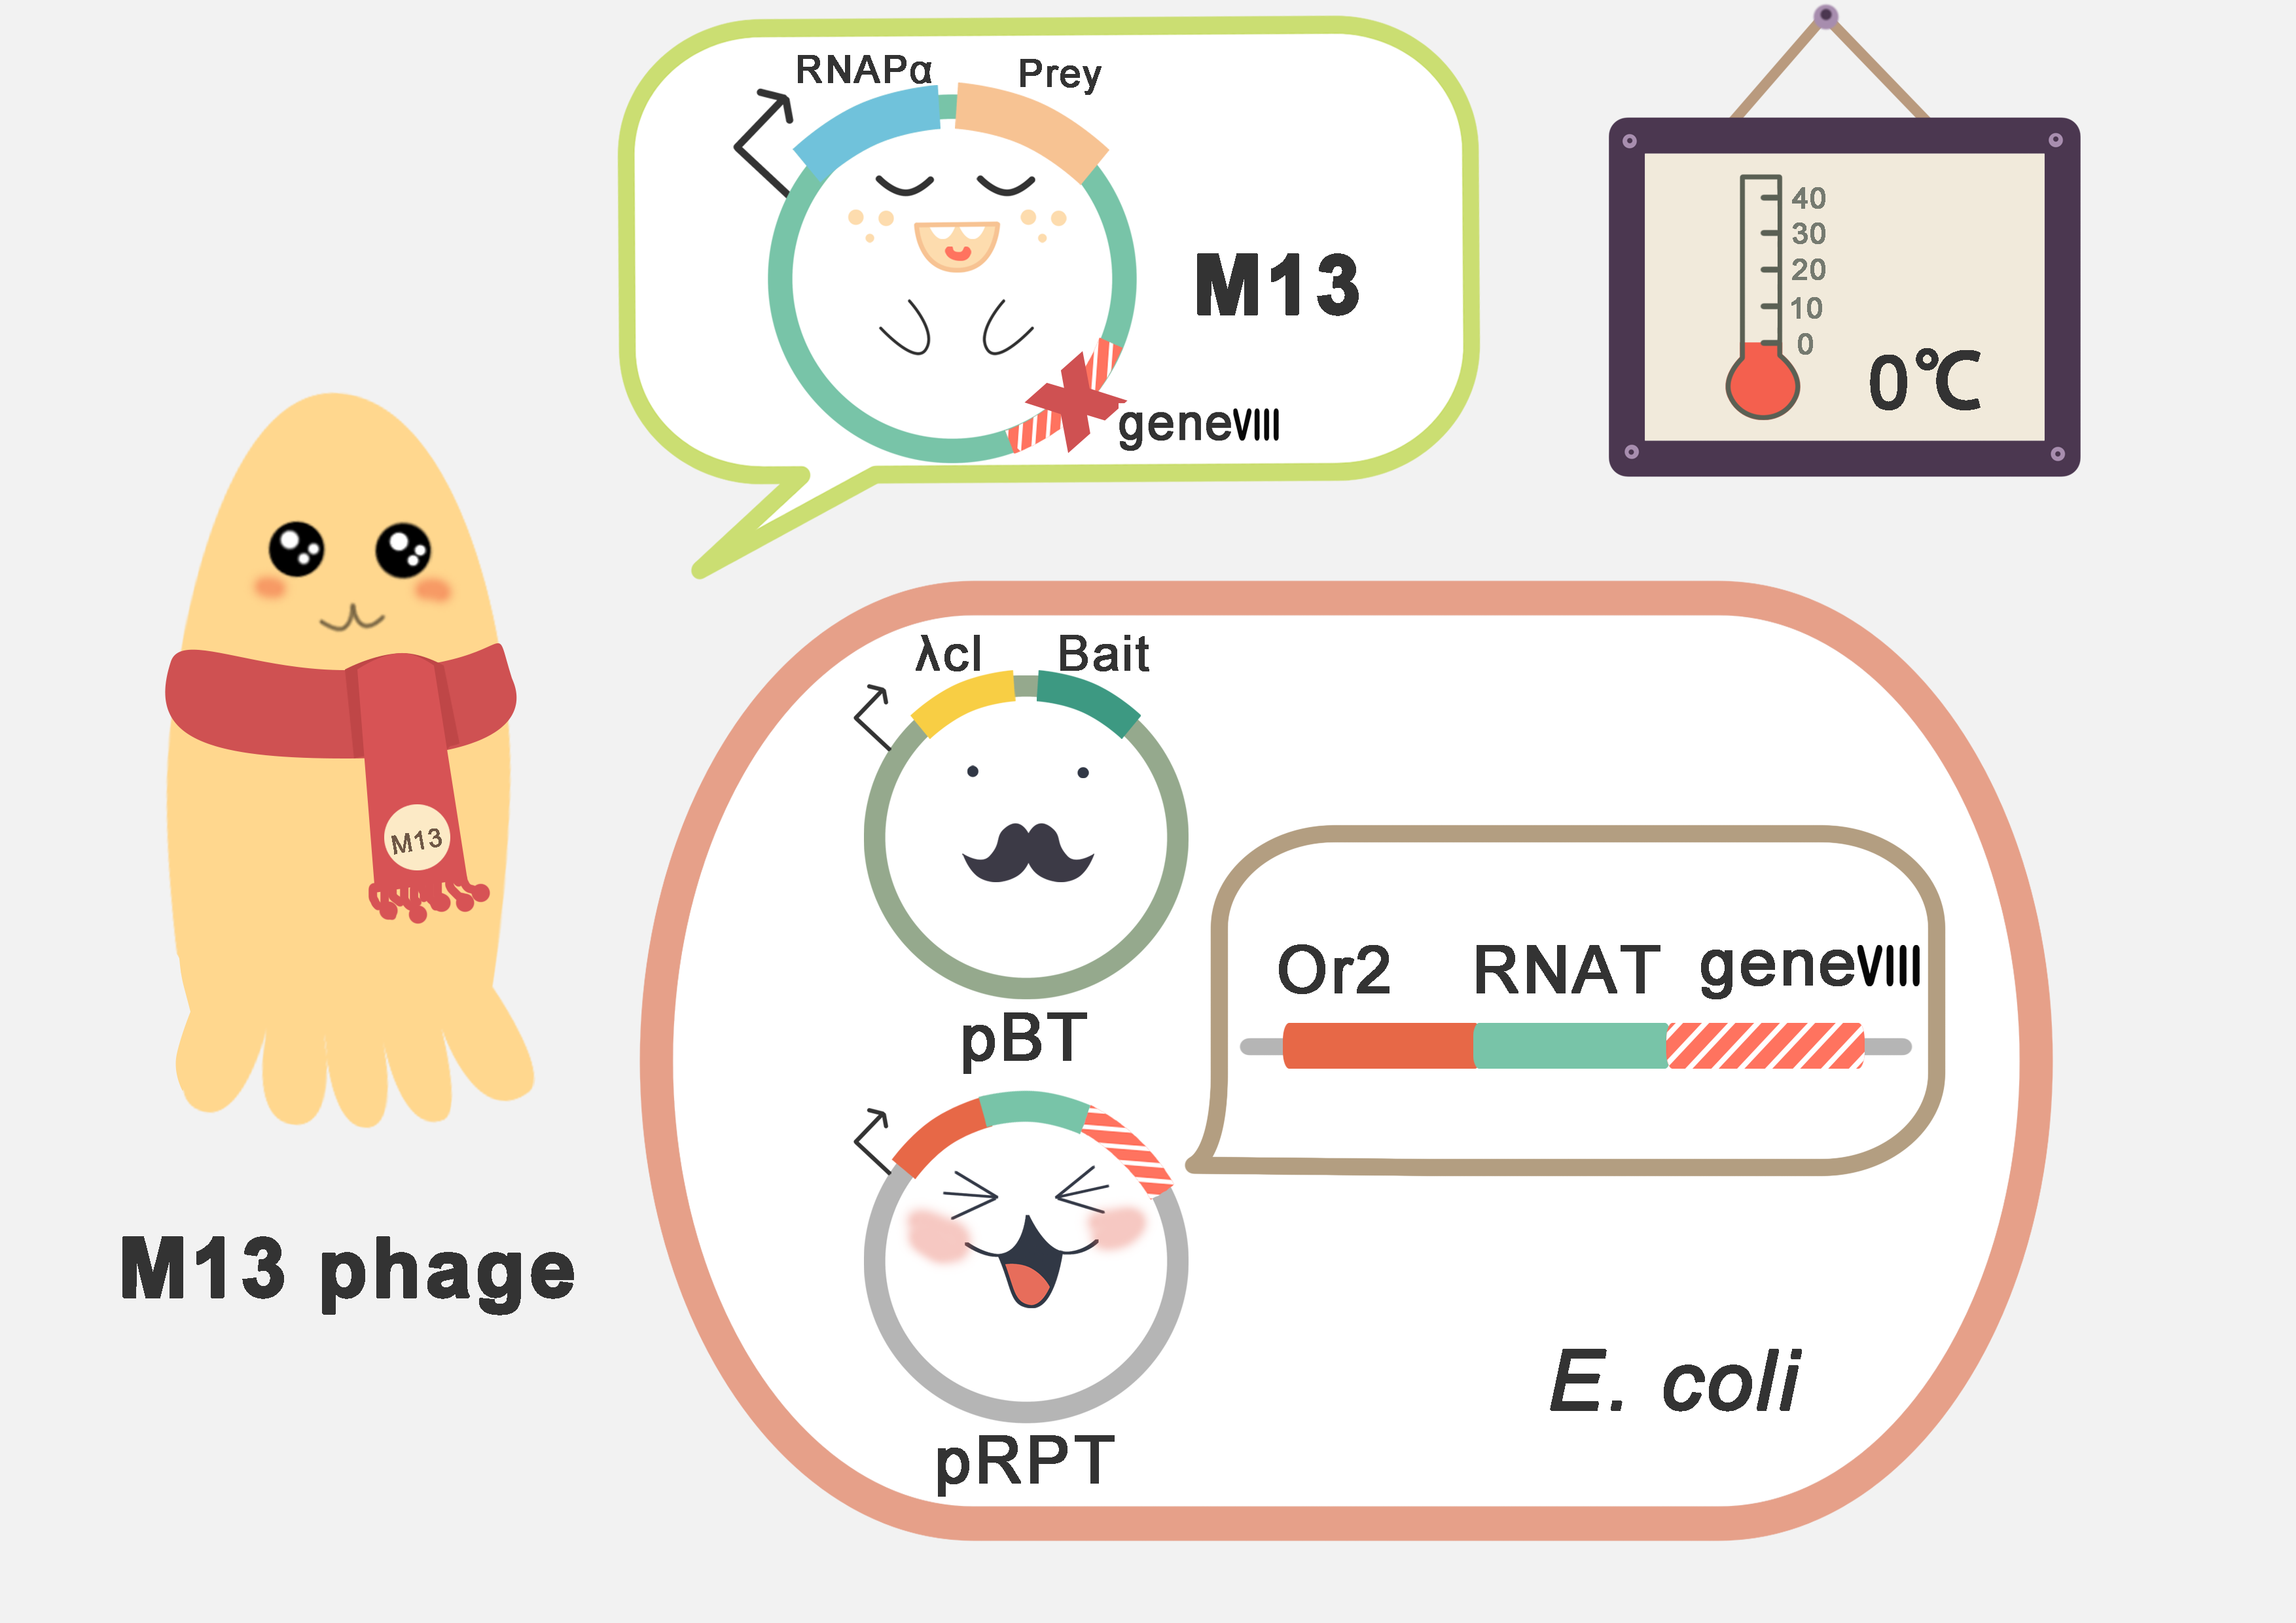 RNAPα
Prey
M13
geneⅧ
40
30
20
10
0
0℃
M13
M13 phage
λcI
Bait
pBT
Or2
RNAT
geneⅧ
pRPT
E. coli